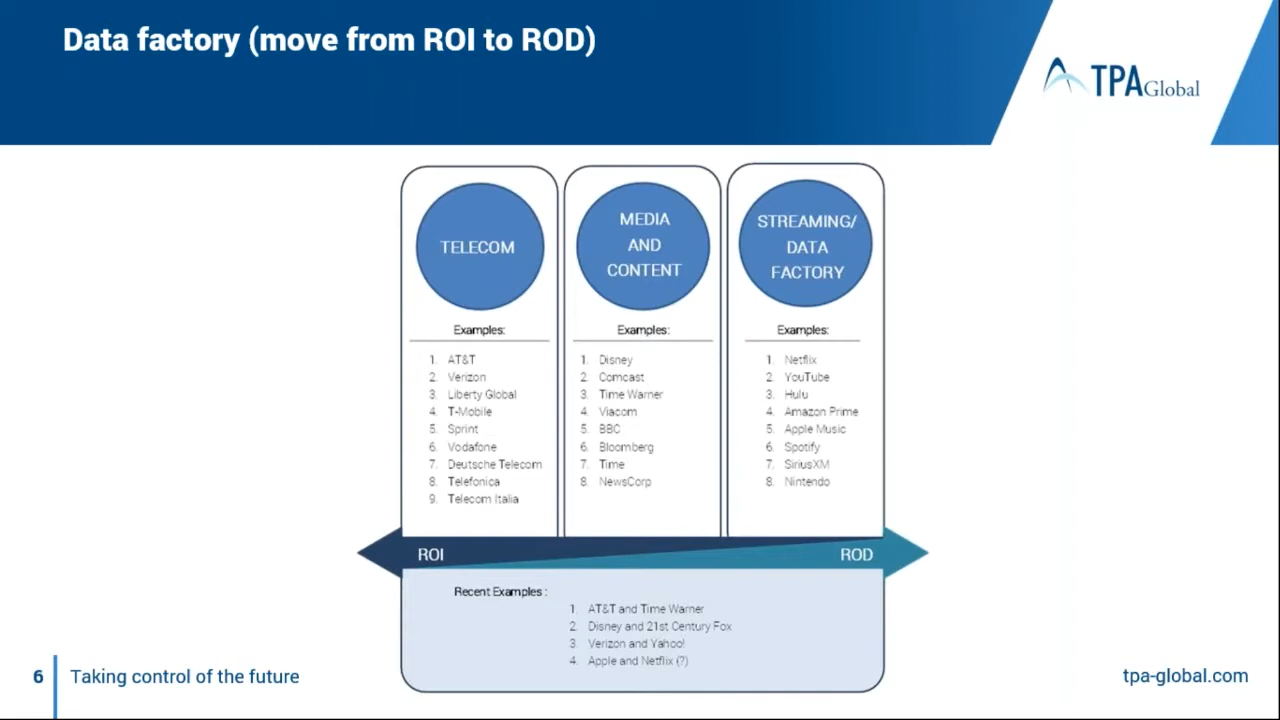 Data factory (move from ROI to ROD)
TPA Global
TELECOM
Examples:
1. AT&T
2. Verizon
3. Liberty Global
4. T-Mobile
5. Sprint
6. Vodafone
7. Deutsche Telecom
8. Telefonica
9. Telecom Italia
MEDIA
AND
CONTENT
Examples:
1. Disney
2. Comcast
3. Time Warner
4. Viacom
5. BBC
6. Bloomberg
7. Time
8. NewsCorp
STREAMING/
DATA
FACTORY
Examples:
1. Netflix
2. YouTube
3. Hulu
4. Amazon Prime
5. Apple Music
6. Spotify
7. SiriusXM
8. Nintendo
ROI
ROD
Recent Examples :
1. AT&T and Time Warner
2. Disney and 21st Century Fox
3. Verizon and Yahoo!
4. Apple and Netflix (?)
6
Taking control of the future
tpa-global.com